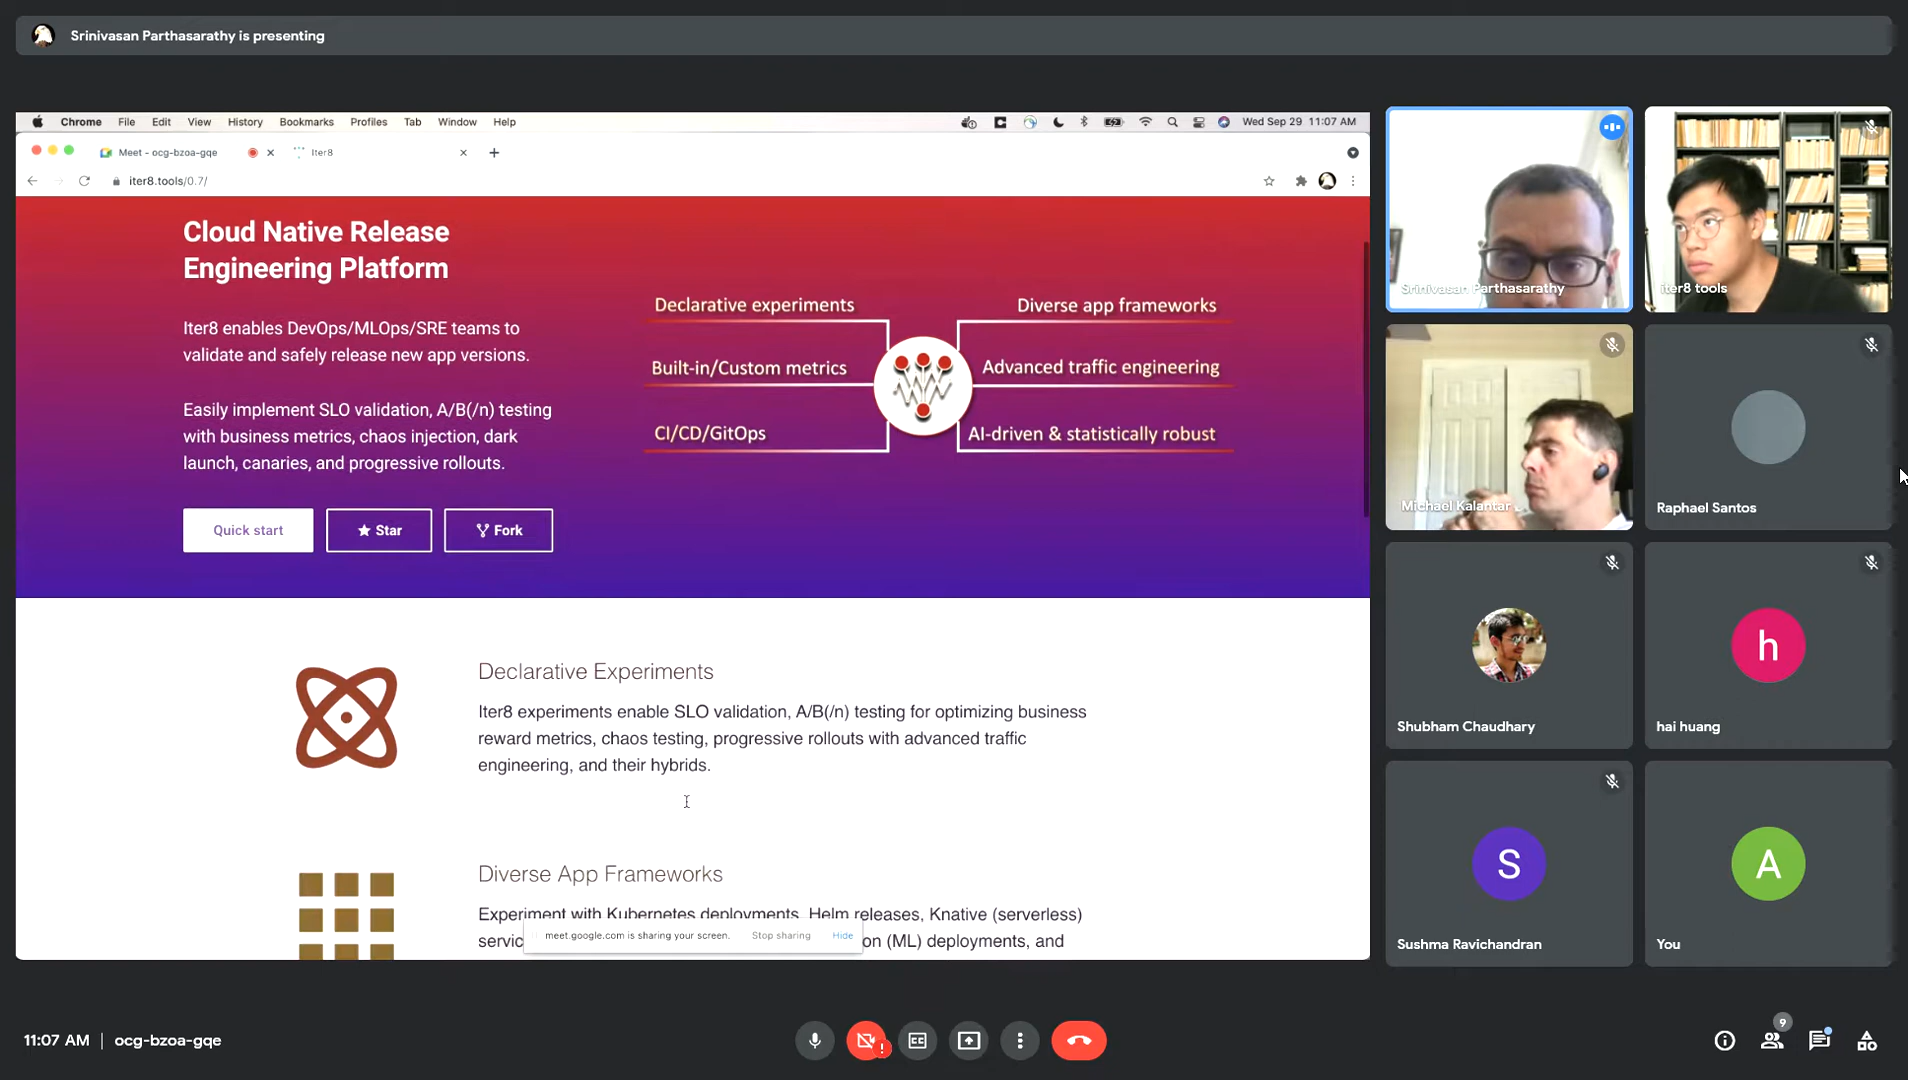 Srinivasan Parthasarathy is presenting
Chrome File Edit View History Bookmarks Profiles Tab Window Help
Wed Sep 29 11:07 AM
Meet - ocg-bzoa-gqe
Iter8
iter8.tools/0.7/
Cloud Native Release
Engineering Platform
Iter8 enables DevOps/MLOps/SRE teams to
validate and safely release new app versions.
Easily implement SLO validation, A/B(/n) testing
with business metrics, chaos injection, dark
launch, canaries, and progressive rollouts.
Quick start
Star
Fork
Declarative experiments
Built-in/Custom metrics
CI/CD/GitOps
Diverse app frameworks
Advanced traffic engineering
AI-driven & statistically robust
Declarative Experiments
Iter8 experiments enable SLO validation, A/B(/n) testing for optimizing business
reward metrics, chaos testing, progressive rollouts with advanced traffic
engineering, and their hybrids.
Diverse App Frameworks
Experiment with Kubernetes deployments, Helm releases, Knative (serverless)
(ML) deployments, and
meet.google.com is sharing your screen. Stop sharing Hide
Srinivasan Parthasarathy
iter8 tools
Michael Kalantar
Raphael Santos
Shubham Chaudhary
h
hai huang
S
Sushma Ravichandran
A
You
11:07 AM | ocg-bzoa-gqe
9